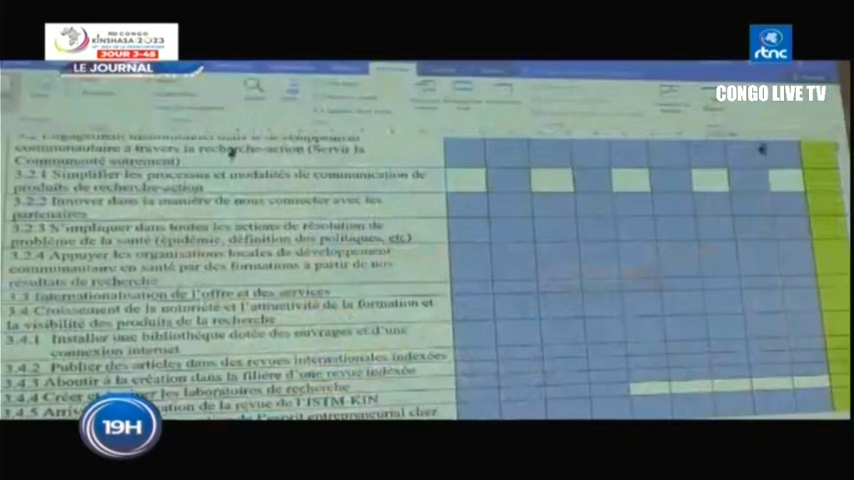 RD CONGO
KINSHASA 2023
JOUR J-48
LE JOURNAL
rtnc
CONGO LIVE TV
communautaire à travers la recherche-action (Servir la
Communauté autrement)
3.2.1 Simplifier les processus et modalités de communication de
produits de recherche-action
3.2.2 Innover dans la manière de nous connecter avec les
partenaires
3.2.3 S'impliquer dans toutes les actions de résolution de
problème de la santé (épidémie, définition des politiques, etc)
3.2.4 Appuyer les organisations locales de développement
communautaire en santé par des formations à partir de nos
résultats de recherche
3.3 Internationalisation de l'offre et des services
3.4 Croissement de la notoriété et l'attractivité de la formation et
la visibilité des produits de la recherche
3.4.1 Installer une bibliothèque dotée des ouvrages et d'une
connexion internet
3.4.2 Publier des articles dans des revues internationales indexées
3.4.3 Aboutir à la création dans la filière d'une revue indexée
3.4.4 Créer les laboratoires de recherche
3.4.5 de la revue de l'ISTM-KIN
de l'esprit entrepreneurial chez
19H